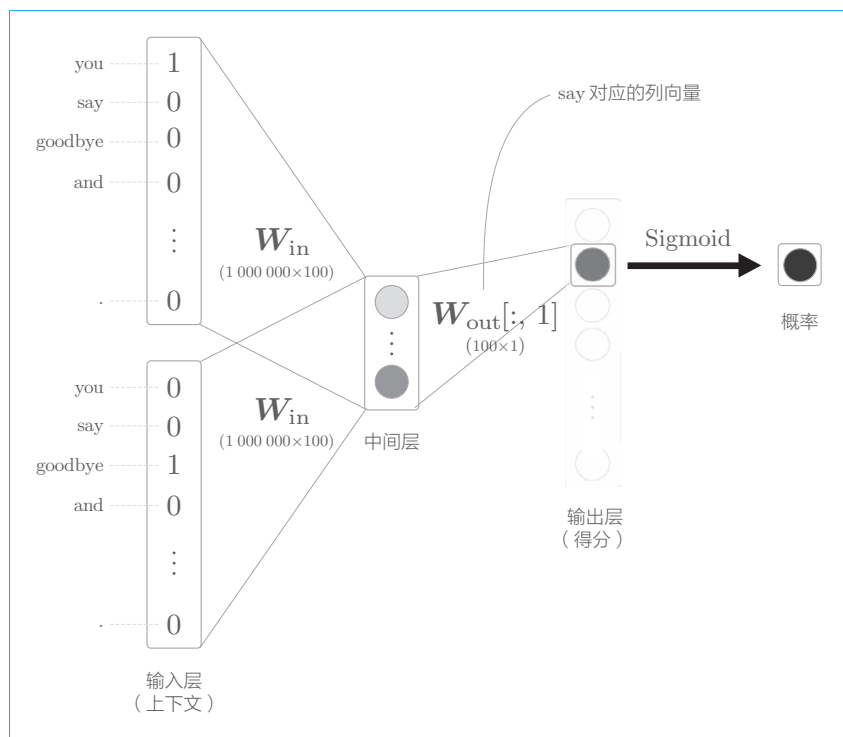 you 1
say 0
goodbye 0
and 0
⋮
. 0
you 0
say 0
goodbye 1
and 0
⋮
. 0
输入层
（上下文）
W_in
(1 000 000×100)
W_in
(1 000 000×100)
⋮
中间层
say 对应的列向量
W_out[:, 1]
(100×1)
⋮
输出层
（得分）
Sigmoid
概率